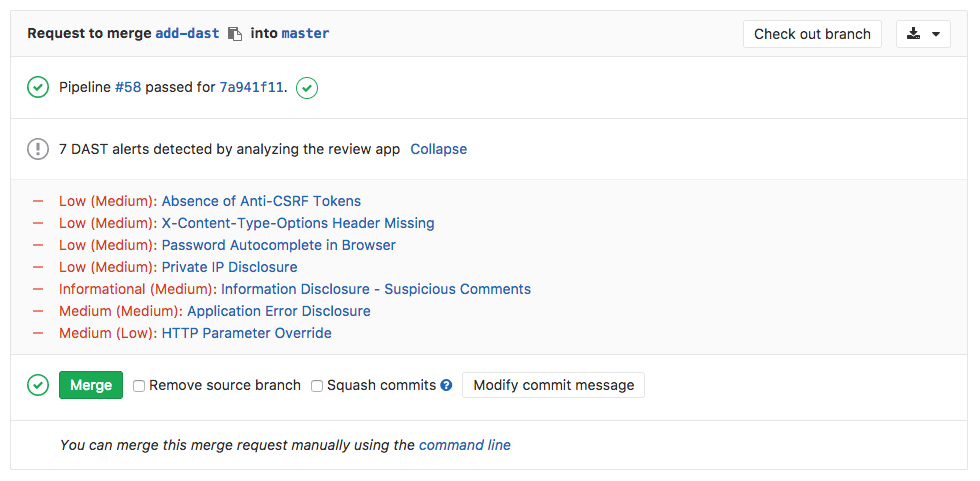 Request to merge add-dast into master Check out branch
Pipeline #58 passed for 7a941f11.
7 DAST alerts detected by analyzing the review app Collapse
Low (Medium): Absence of Anti-CSRF Tokens
Low (Medium): X-Content-Type-Options Header Missing
Low (Medium): Password Autocomplete in Browser
Low (Medium): Private IP Disclosure
Informational (Medium): Information Disclosure - Suspicious Comments
Medium (Medium): Application Error Disclosure
Medium (Low): HTTP Parameter Override
Merge Remove source branch Squash commits ? Modify commit message
You can merge this merge request manually using the command line